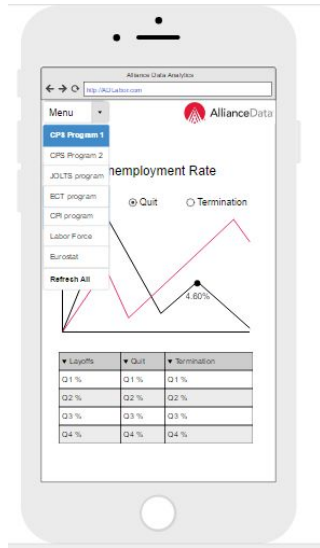 Alliance Data Analytics
http://ADLabor.com
Menu
AllianceData
CPS Program 1
CPS Program 2
JOLTS program
ECT program
CPI program
Labor Force
Eurostat
Refresh All
nemployment Rate
Quit
Termination
4.60%
Layoffs Quit Termination
Q1 % Q1 % Q1 %
Q2 % Q2 % Q2 %
Q3 % Q3 % Q3 %
Q4 % Q4 % Q4 %